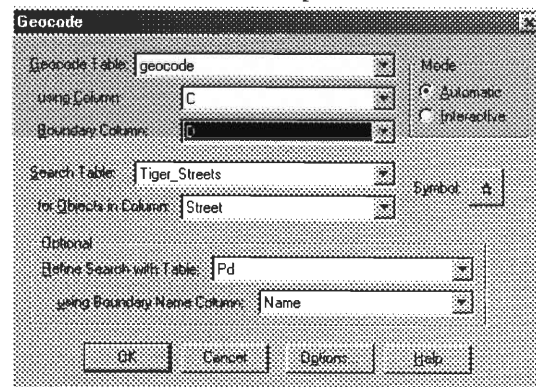 Geocode
Geocode Table: geocode
Mode
using Column: C
Automatic
Boundary Column: D
Interactive
Search Table: Tiger_Streets
Symbol:
for Objects in Column: Street
Optional
Refine Search with Table: Pd
using Boundary Name Column: Name
OK Cancel Options... Help